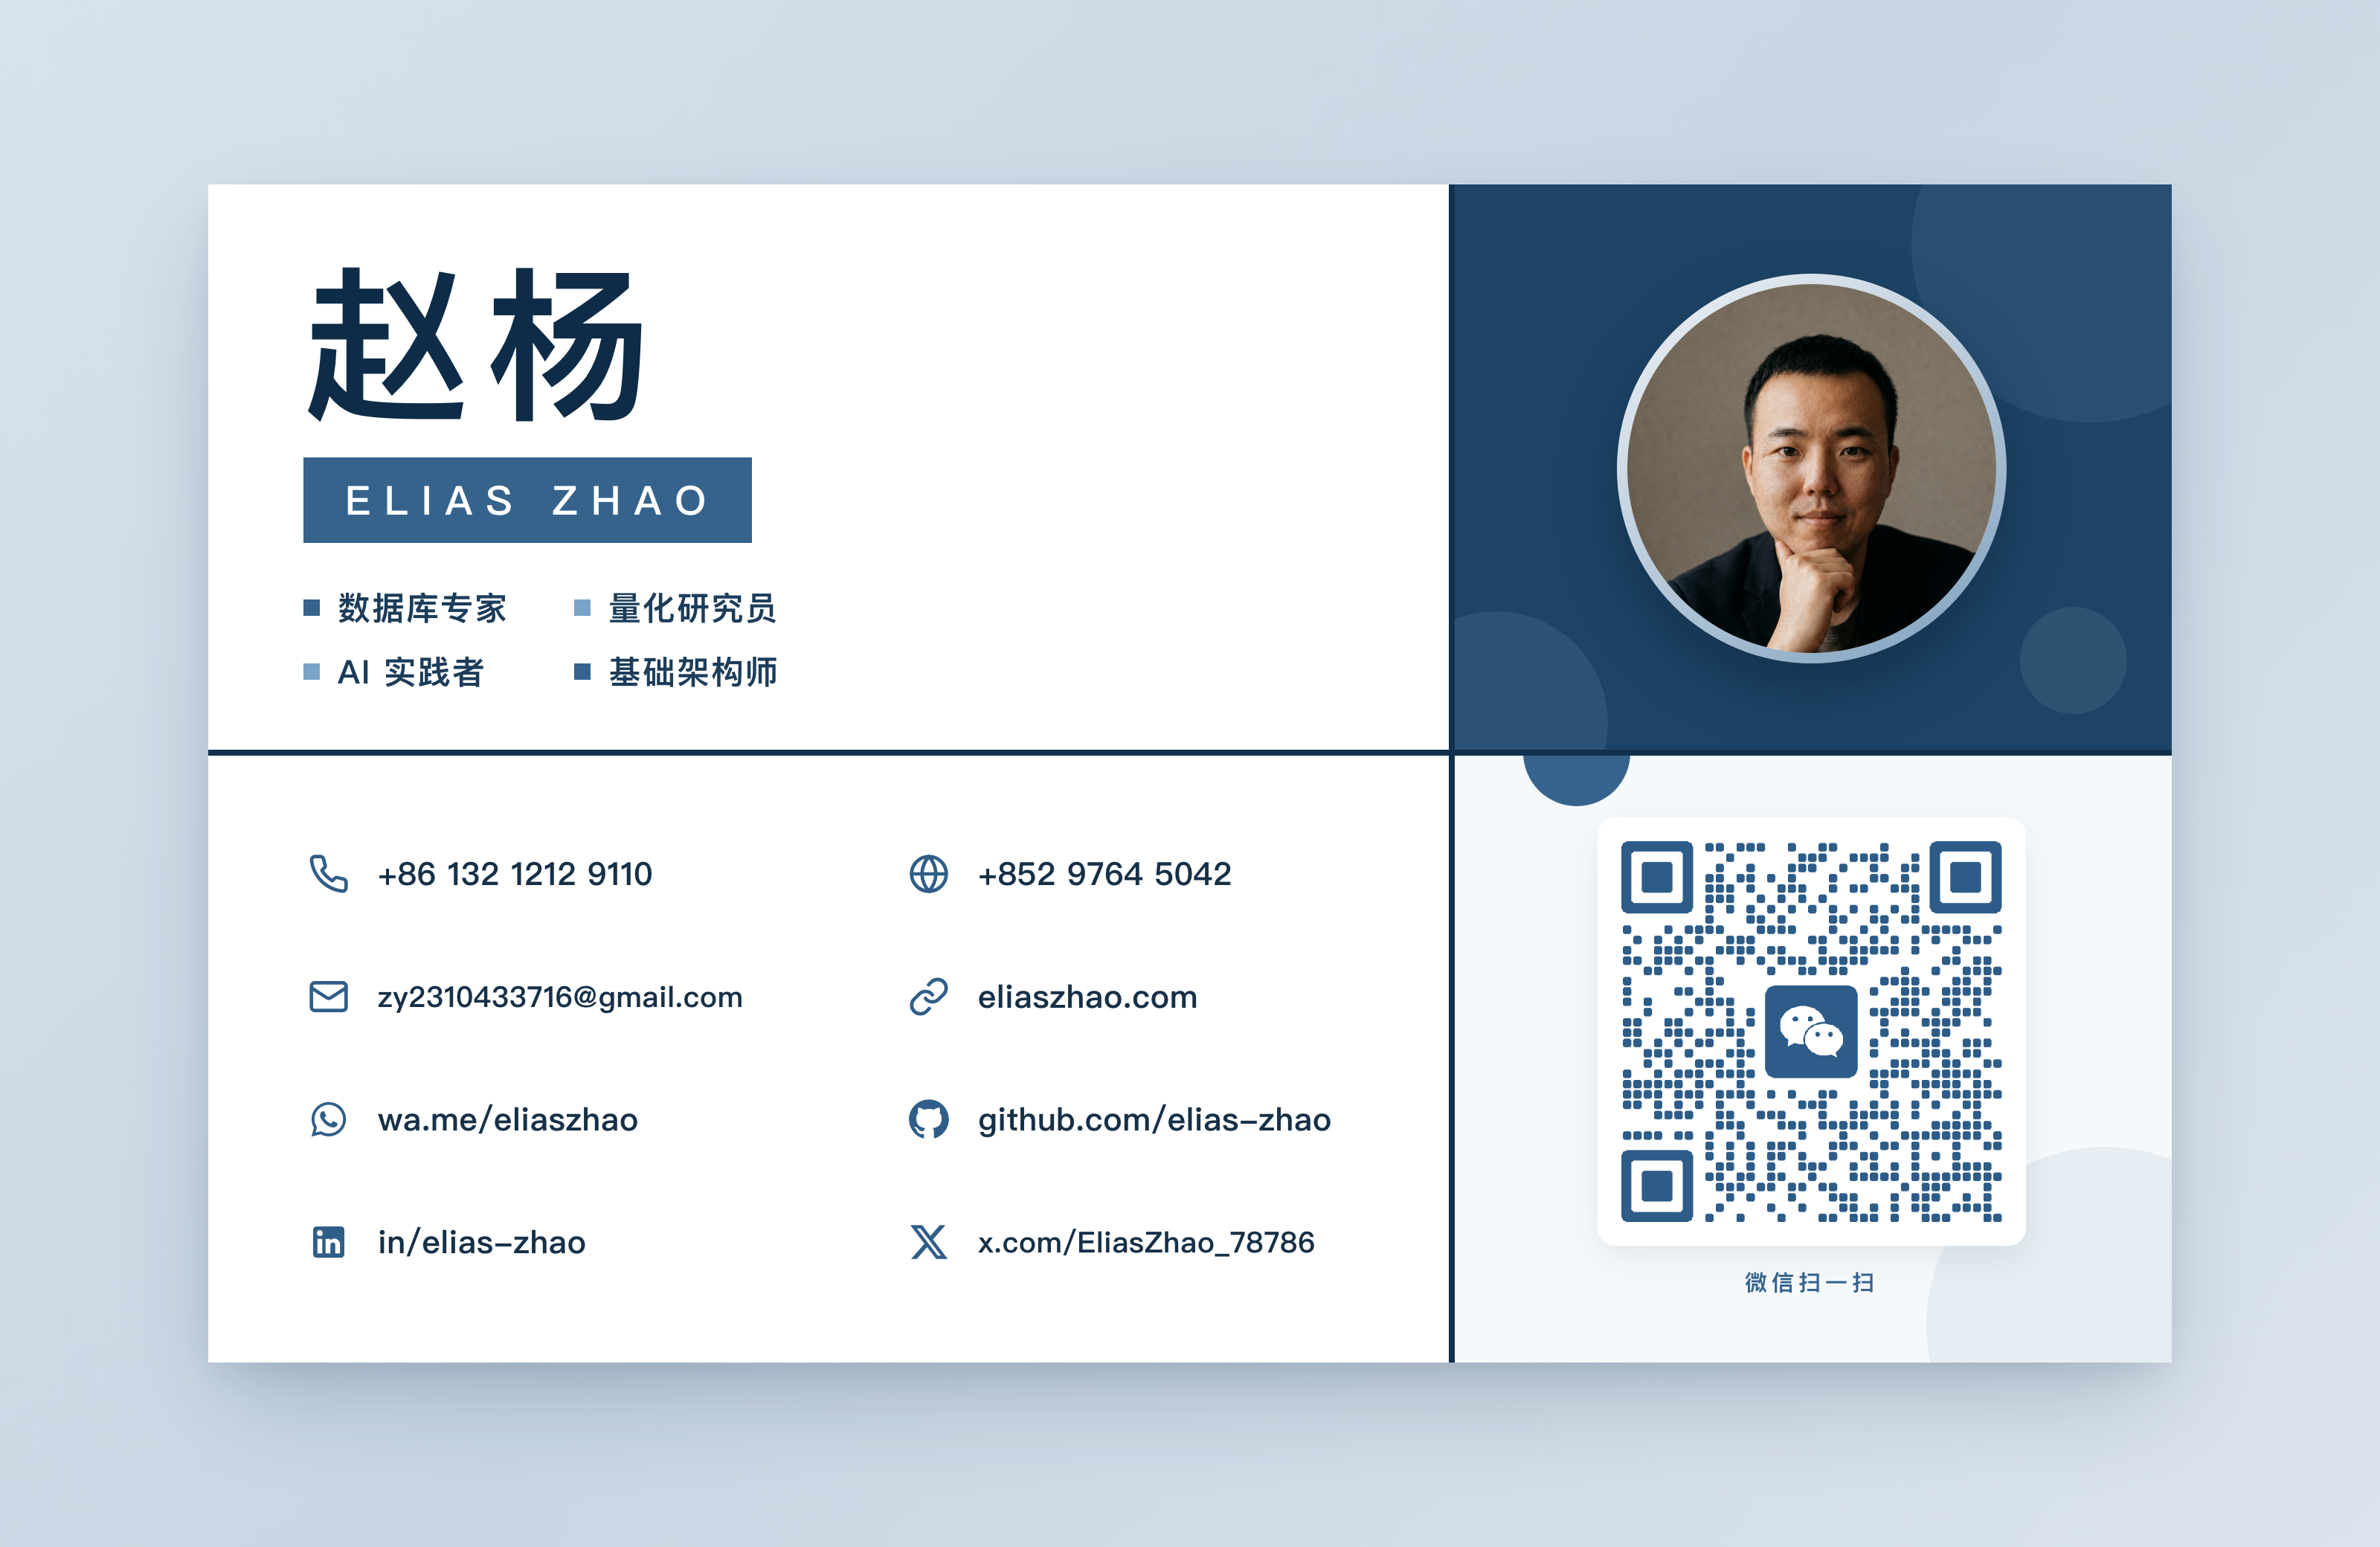 赵杨
ELIAS ZHAO
数据库专家
量化研究员
AI 实践者
基础架构师
+86 132 1212 9110
+852 9764 5042
zy2310433716@gmail.com
eliaszhao.com
wa.me/eliaszhao
github.com/elias-zhao
in/elias-zhao
x.com/EliasZhao_78786
微信扫一扫